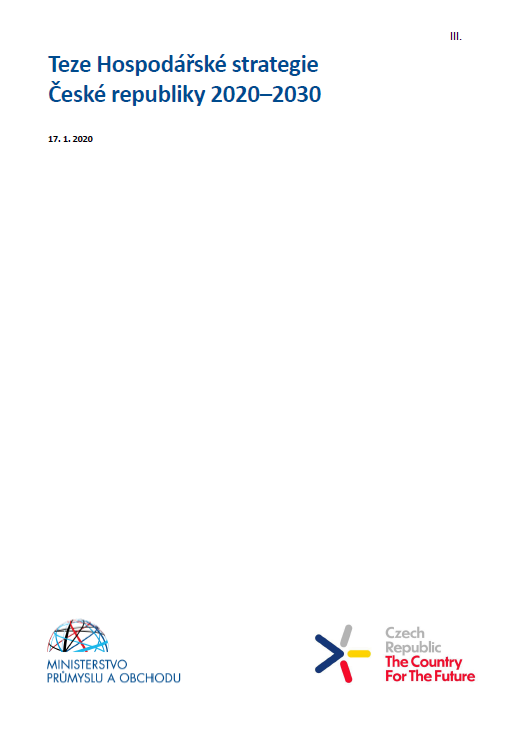 III.
Teze Hospodářské strategie
České republiky 2020–2030
17. 1. 2020
MINISTERSTVO
PRŮMYSLU A OBCHODU
Czech
Republic
The Country
For The Future